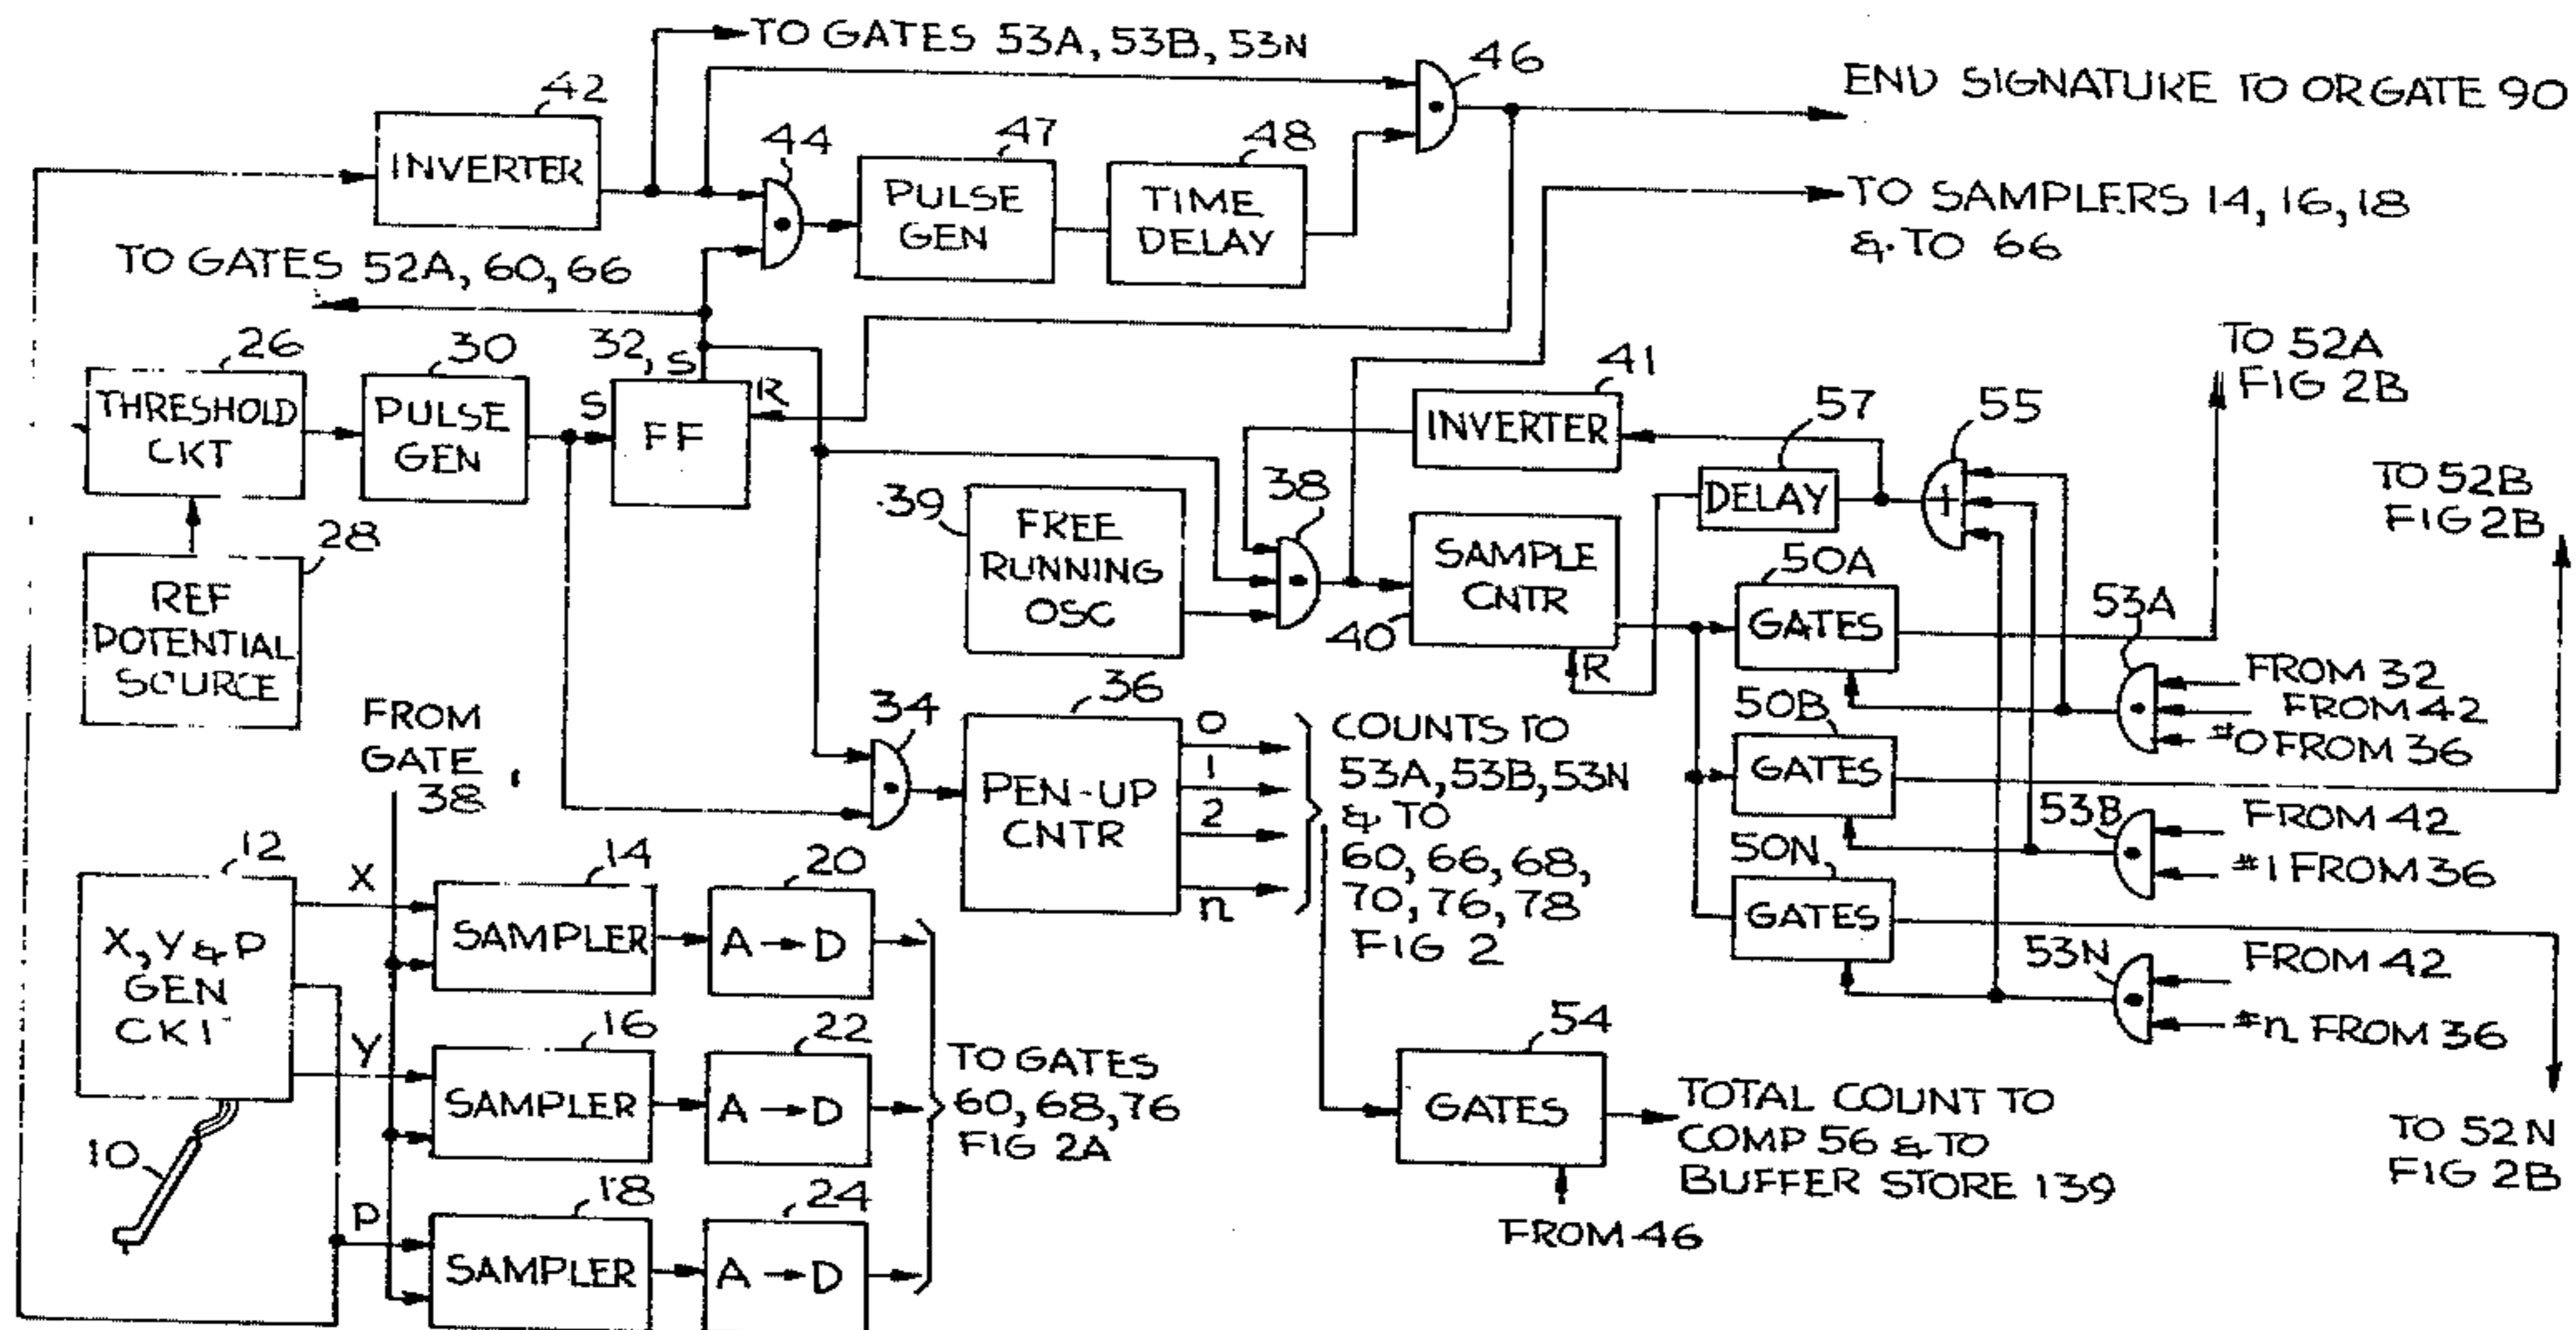 TO GATES 53A, 53B, 53N
46
END SIGNATURE TO OR GATE 90
42
INVERTER
44
47
PULSE
GEN
48
TIME
DELAY
TO SAMPLERS 14, 16, 18
& TO 66
TO GATES 52A, 60, 66
26
THRESHOLD
CKT
30
PULSE
GEN
32
S
S
R
FF
28
REF
POTENTIAL
SOURCE
41
INVERTER
57
DELAY
55
TO 52A
FIG 2B
TO 52B
FIG 2B
39
FREE
RUNNING
OSC
38
SAMPLE
CNTR
40
R
50A
GATES
53A
FROM 32
FROM 42
#0 FROM 36
50B
GATES
53B
FROM 42
#1 FROM 36
50N
GATES
53N
FROM 42
#n FROM 36
TO 52N
FIG 2B
34
36
PEN-UP
CNTR
0
1
2
n
COUNTS TO
53A, 53B, 53N
& TO
60, 66, 68,
70, 76, 78
FIG 2
FROM
GATE
38
12
X, Y & P
GEN
CKT
10
X
Y
P
14
SAMPLER
20
A → D
16
SAMPLER
22
A → D
18
SAMPLER
24
A → D
TO GATES
60, 68, 76
FIG 2A
54
GATES
FROM 46
TOTAL COUNT TO
COMP 56 & TO
BUFFER STORE 139